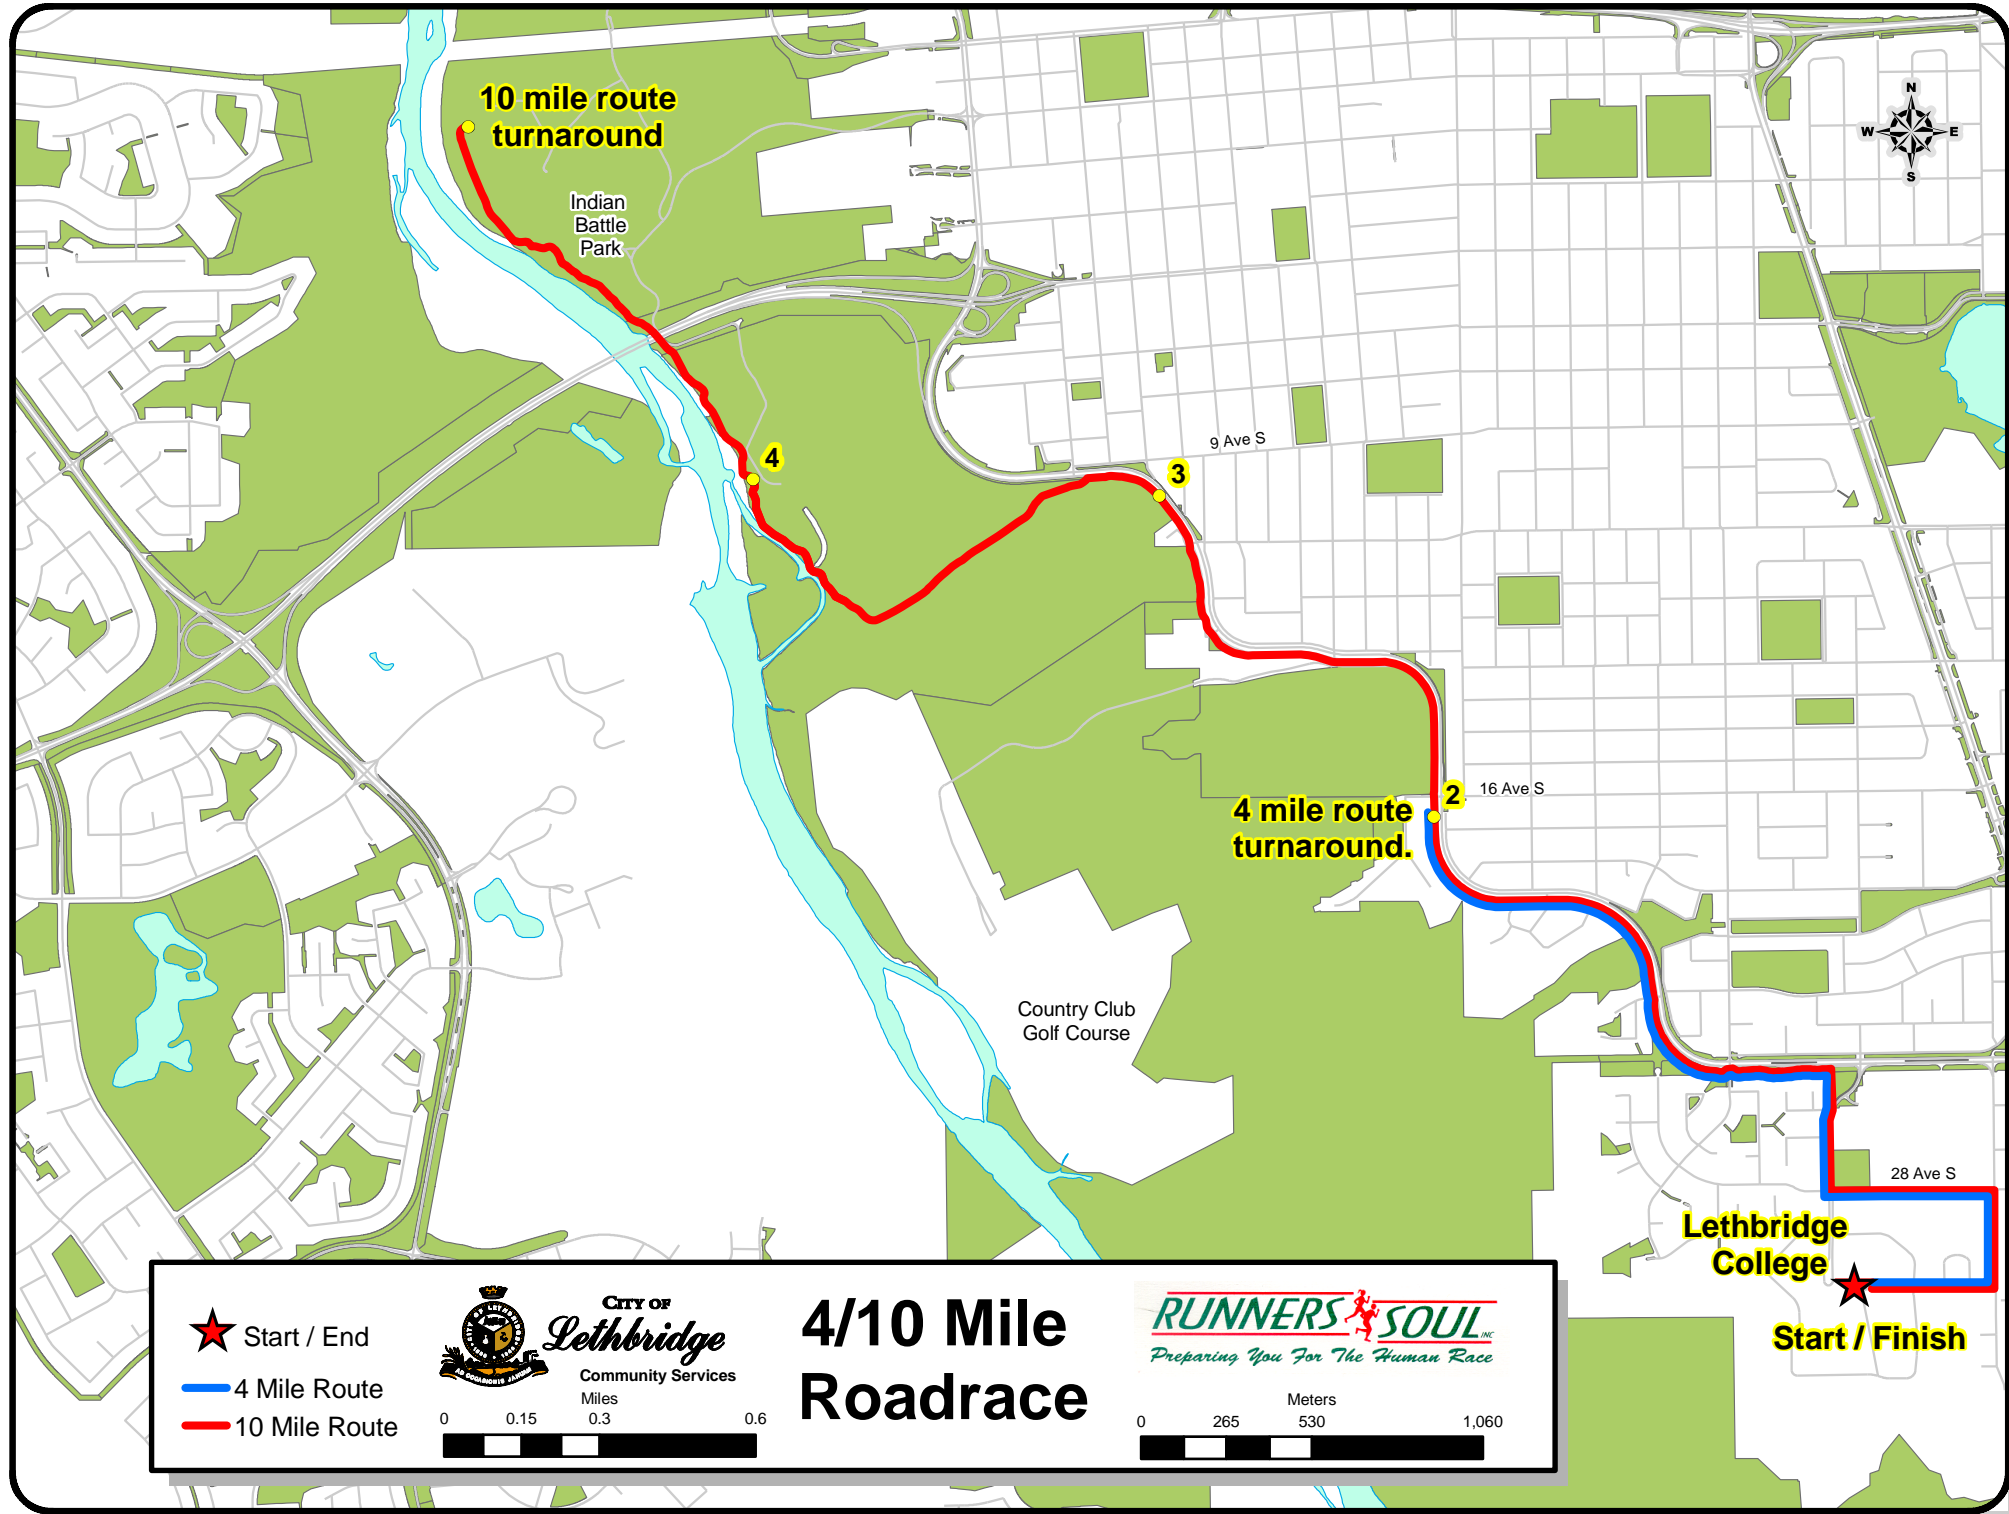 10 mile route
turnaround
N
W
E
S
Indian
Battle
Park
9 Ave S
4
3
2
16 Ave S
4 mile route
turnaround.
Country Club
Golf Course
28 Ave S
Lethbridge
College
Start / Finish
Start / End
4 Mile Route
10 Mile Route
CITY OF
Lethbridge
Community Services
Miles
0 0.15 0.3 0.6
4/10 Mile
Roadrace
RUNNERS SOUL INC
Preparing You For The Human Race
Meters
0 265 530 1,060